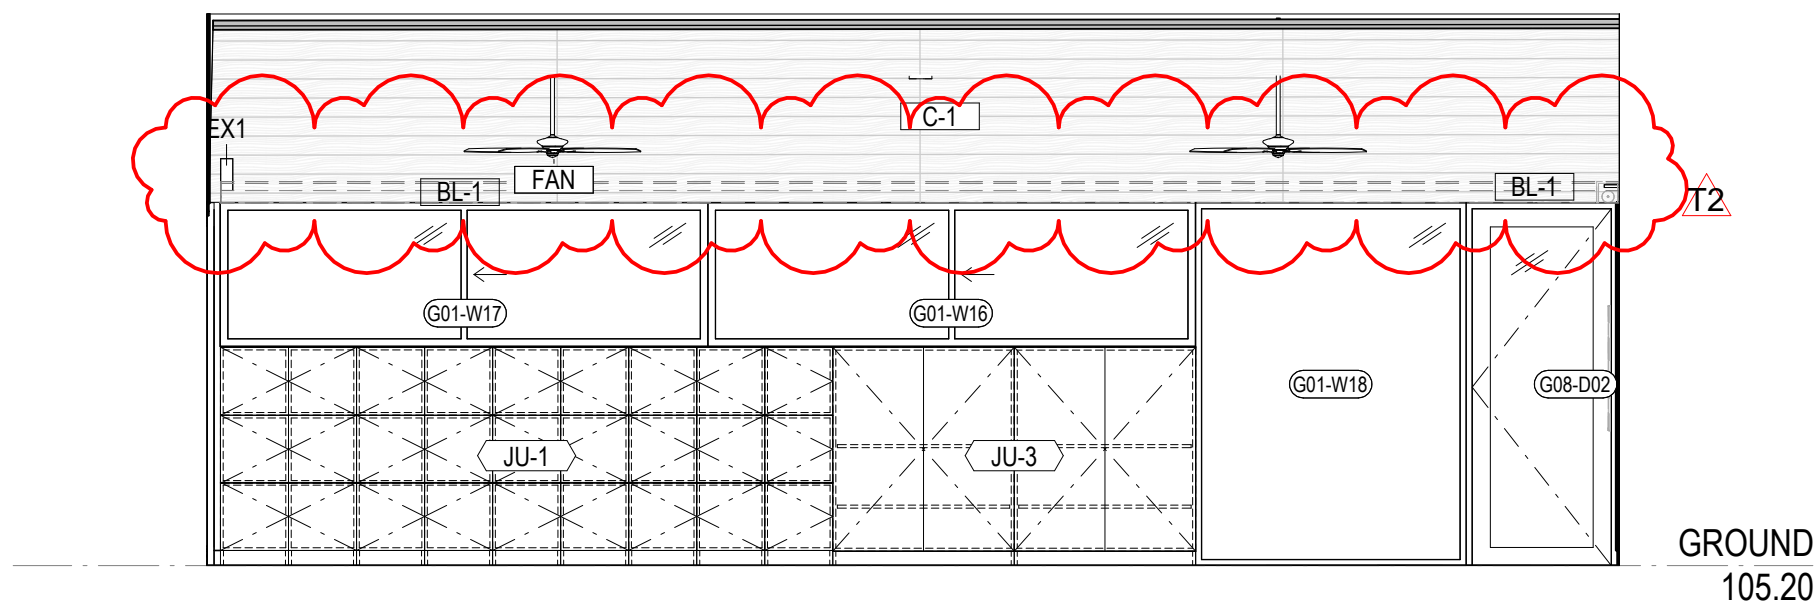 C-1
EX1
FAN
BL-1
BL-1
T2
G01-W17
G01-W16
G01-W18
G08-D02
JU-1
JU-3
GROUND
105.20